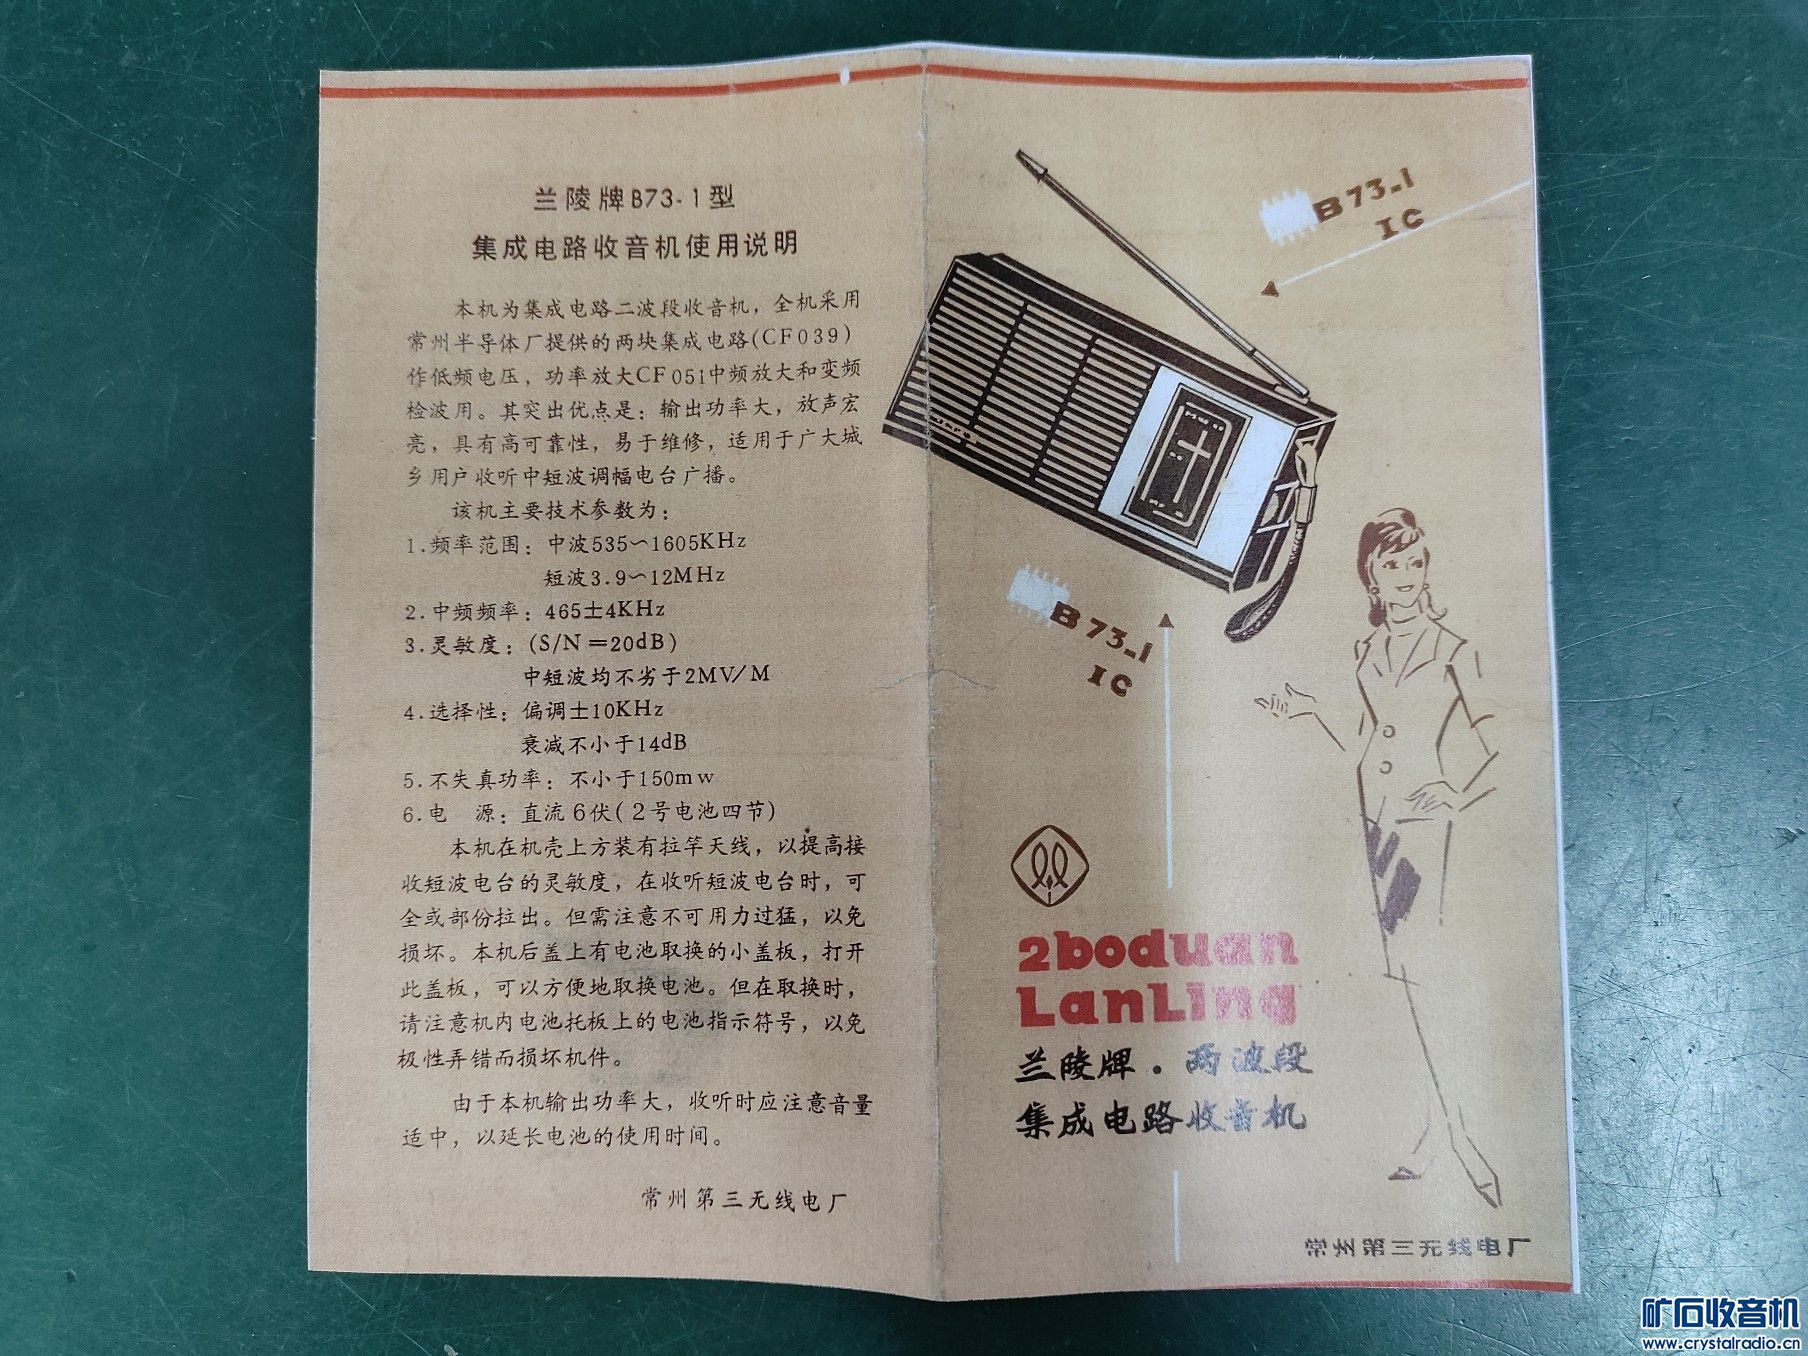 兰陵牌B73-1型
集成电路收音机使用说明
本机为集成电路二波段收音机，全机采用
常州半导体厂提供的两块集成电路(CF039)
作低频电压，功率放大CF051中频放大和变频
检波用。其突出优点是：输出功率大，放声宏
亮，具有高可靠性，易于维修，适用于广大城
乡用户收听中短波调幅电台广播。
该机主要技术参数为：
1.频率范围：中波535～1605KHz
短波3.9～12MHz
2.中频频率：465±4KHz
3.灵敏度：(S/N＝20dB)
中短波均不劣于2MV/M
4.选择性：偏调±10KHz
衰减不小于14dB
5.不失真功率：不小于150mw
6.电 源：直流6伏(2号电池四节)
本机在机壳上方装有拉竿天线，以提高接
收短波电台的灵敏度，在收听短波电台时，可
全或部份拉出。但需注意不可用力过猛，以免
损坏。本机后盖上有电池取换的小盖板，打开
此盖板，可以方便地取换电池。但在取换时，
请注意机内电池托板上的电池指示符号，以免
极性弄错而损坏机件。
由于本机输出功率大，收听时应注意音量
适中，以延长电池的使用时间。
常州第三无线电厂
B73-1
IC
B73-1
IC
2boduan
LanLing
兰陵牌·两波段
集成电路收音机
常州第三无线电厂
矿石收音机
www.crystalradio.cn